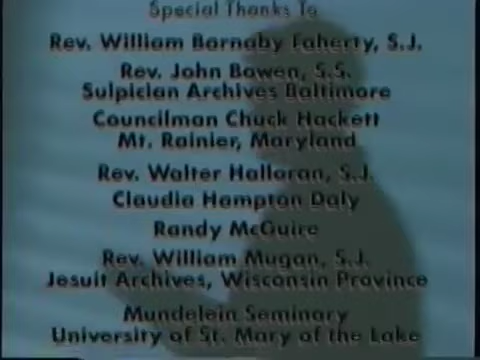 Special Thanks To
Rev. William Barnaby Faherty, S.J.
Rev. John Bowen, S.S.
Sulpician Archives Baltimore
Councilman Chuck Hackett
Mt. Rainier, Maryland
Rev. Walter Halloran, S.J.
Claudia Hampton Daly
Randy McGuire
Rev. William Mugan, S.J.
Jesuit Archives, Wisconsin Province
Mundelein Seminary
University of St. Mary of the Lake